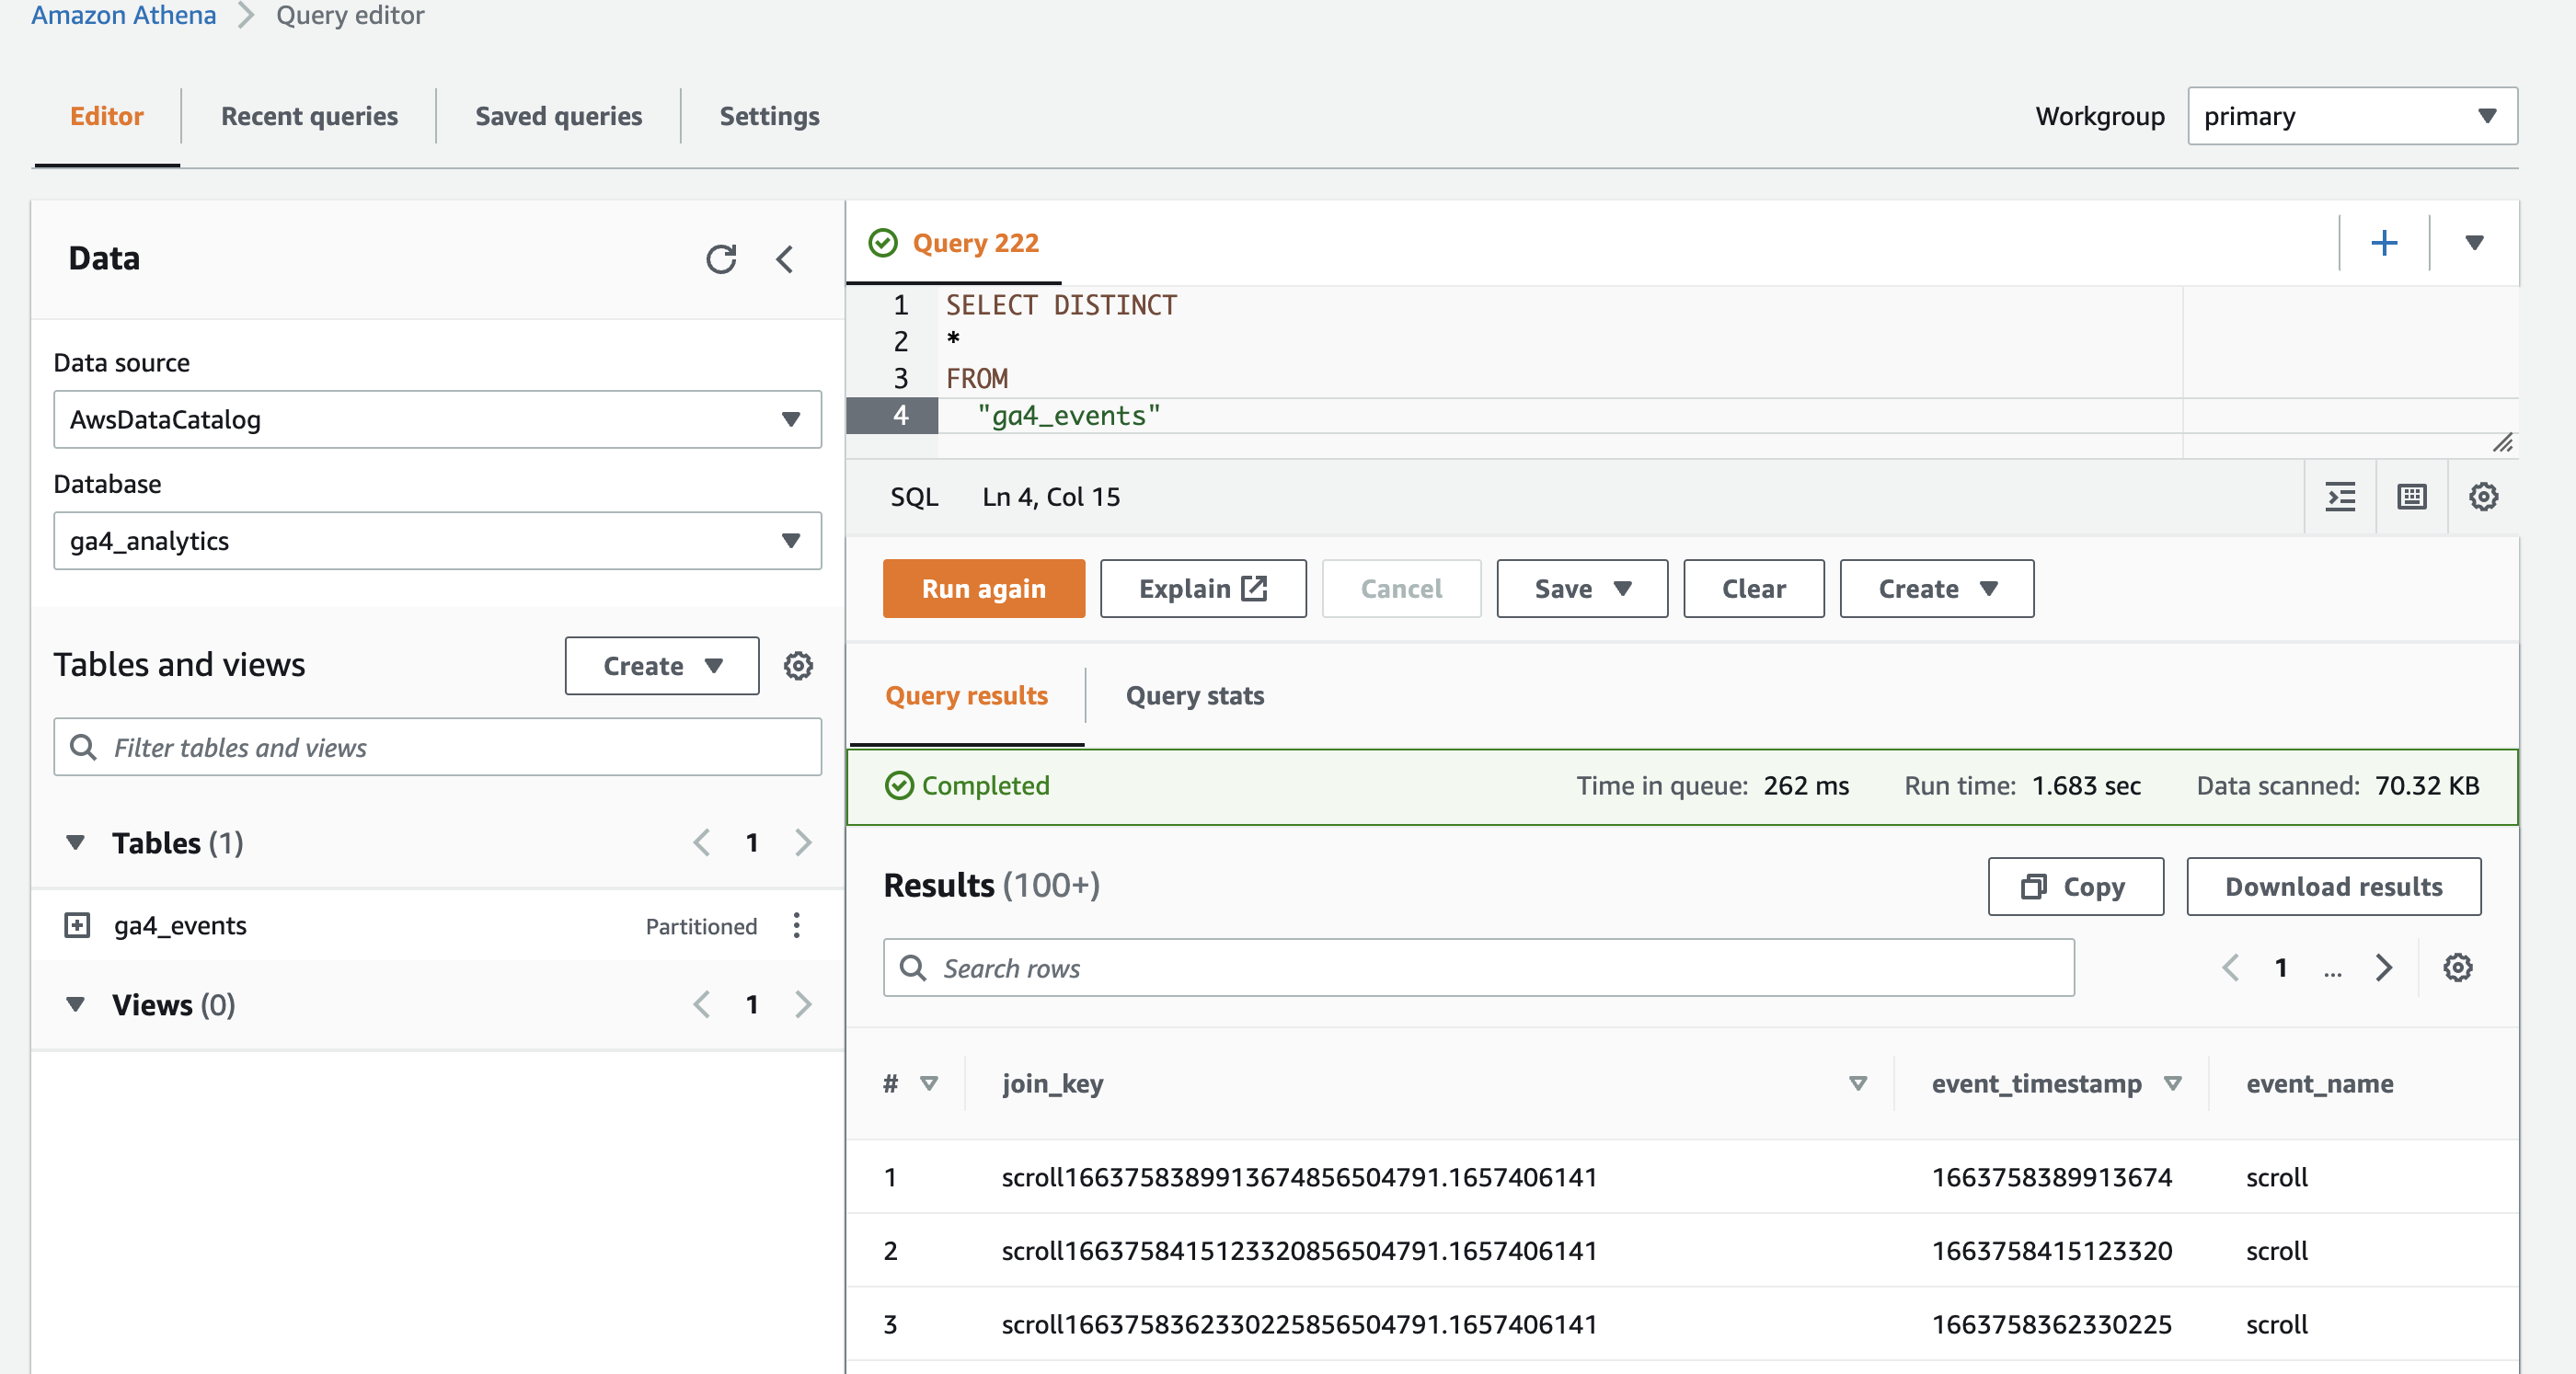 Amazon Athena > Query editor
Editor Recent queries Saved queries Settings Workgroup primary
Data
Data source
AwsDataCatalog
Database
ga4_analytics
Tables and views Create
Filter tables and views
Tables (1) < 1 >
ga4_events Partitioned
Views (0) < 1 >
Query 222
1 SELECT DISTINCT
2 *
3 FROM
4 "ga4_events"
SQL Ln 4, Col 15
Run again Explain Cancel Save Clear Create
Query results Query stats
Completed Time in queue: 262 ms Run time: 1.683 sec Data scanned: 70.32 KB
Results (100+) Copy Download results
Search rows < 1 ... >
# join_key event_timestamp event_name
1 scroll1663758389913674856504791.1657406141 1663758389913674 scroll
2 scroll1663758415123320856504791.1657406141 1663758415123320 scroll
3 scroll1663758362330225856504791.1657406141 1663758362330225 scroll